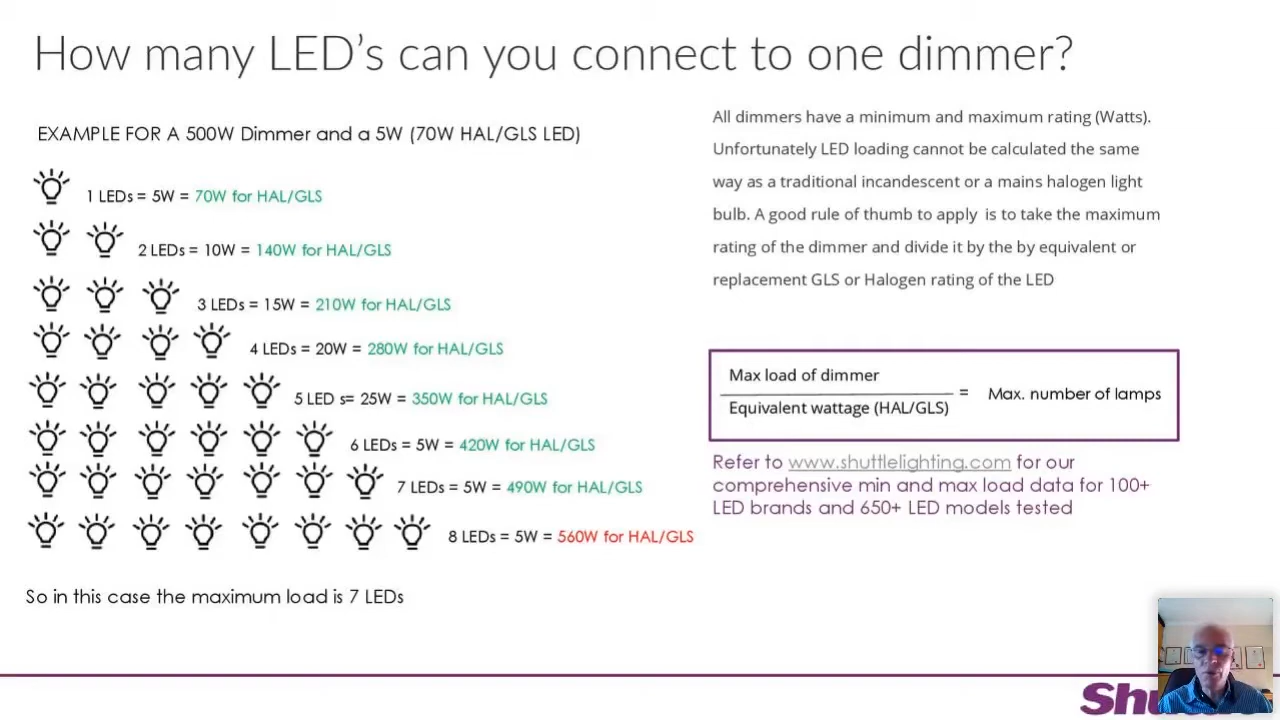 How many LED's can you connect to one dimmer?
EXAMPLE FOR A 500W Dimmer and a 5W (70W HAL/GLS LED)
1 LEDs = 5W = 70W for HAL/GLS
2 LEDs = 10W = 140W for HAL/GLS
3 LEDs = 15W = 210W for HAL/GLS
4 LEDs = 20W = 280W for HAL/GLS
5 LED s= 25W = 350W for HAL/GLS
6 LEDs = 5W = 420W for HAL/GLS
7 LEDs = 5W = 490W for HAL/GLS
8 LEDs = 5W = 560W for HAL/GLS
So in this case the maximum load is 7 LEDs
All dimmers have a minimum and maximum rating (Watts).
Unfortunately LED loading cannot be calculated the same
way as a traditional incandescent or a mains halogen light
bulb. A good rule of thumb to apply is to take the maximum
rating of the dimmer and divide it by the by equivalent or
replacement GLS or Halogen rating of the LED
Max load of dimmer
Equivalent wattage (HAL/GLS)
= Max. number of lamps
Refer to www.shuttlelighting.com for our
comprehensive min and max load data for 100+
LED brands and 650+ LED models tested